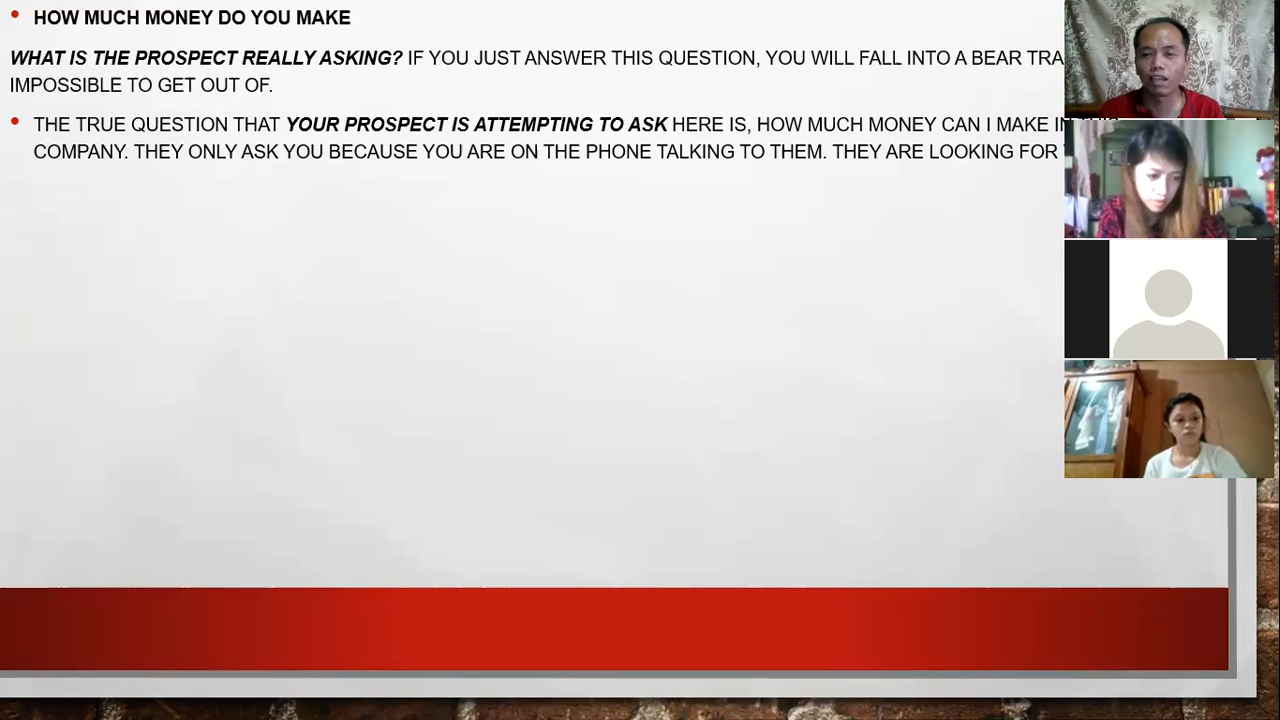 HOW MUCH MONEY DO YOU MAKE
WHAT IS THE PROSPECT REALLY ASKING? IF YOU JUST ANSWER THIS QUESTION, YOU WILL FALL INTO A BEAR
IMPOSSIBLE TO GET OUT OF.
THE TRUE QUESTION THAT YOUR PROSPECT IS ATTEMPTING TO ASK HERE IS, HOW MUCH MONEY CAN I MAKE
COMPANY. THEY ONLY ASK YOU BECAUSE YOU ARE ON THE PHONE TALKING TO THEM. THEY ARE LOOKING FOR